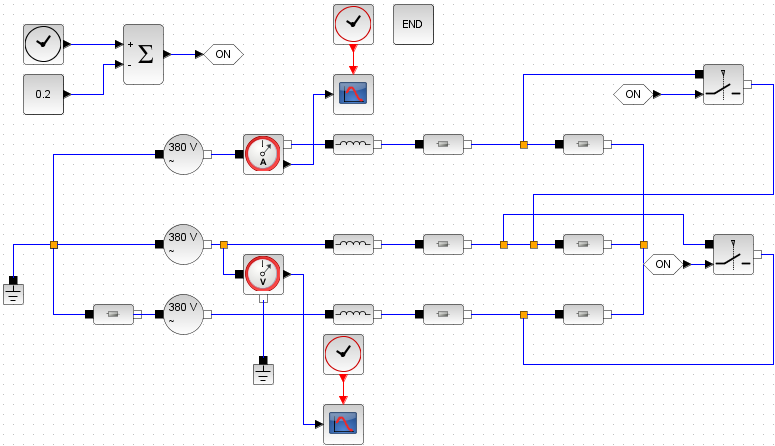 END
+
-
Σ
ON
0.2
ON
380 V
~
A
380 V
~
ON
V
380 V
~